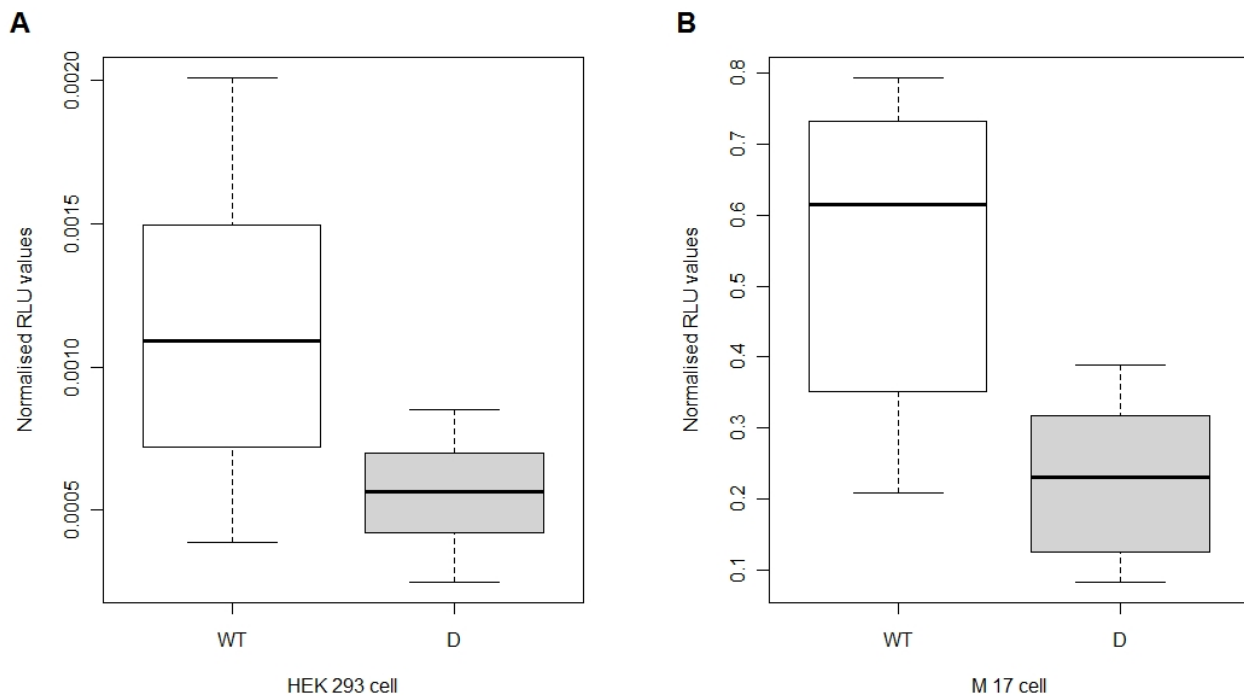 A
Normalised RLU values
0.0020
0.0015
0.0010
0.0005
WT
D
HEK 293 cell
B
Normalised RLU values
0.8
0.7
0.6
0.5
0.4
0.3
0.2
0.1
WT
D
M 17 cell